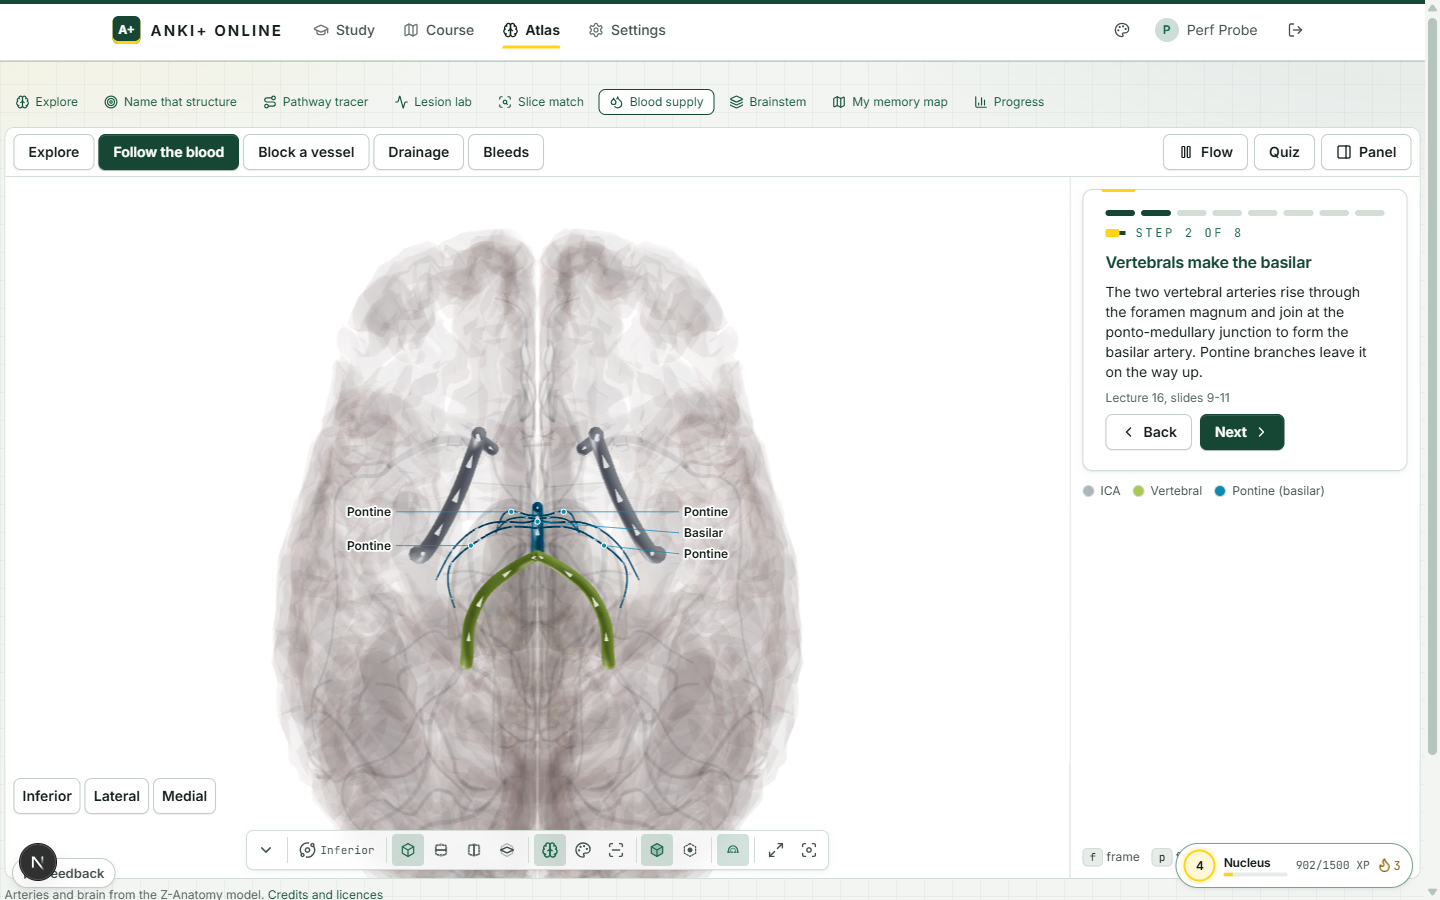 A+ ANKI+ ONLINE Study Course Atlas Settings P Perf Probe
Explore Name that structure Pathway tracer Lesion lab Slice match Blood supply Brainstem My memory map Progress
Explore Follow the blood Block a vessel Drainage Bleeds Flow Quiz Panel
STEP 2 OF 8
Vertebrals make the basilar
The two vertebral arteries rise through
the foramen magnum and join at the
ponto-medullary junction to form the
basilar artery. Pontine branches leave it
on the way up.
Lecture 16, slides 9-11
Back Next
ICA Vertebral Pontine (basilar)
Pontine Pontine
Basilar
Pontine Pontine
Inferior Lateral Medial
Inferior
f frame p
N eedback
4 Nucleus 902/1500 XP 3
Arteries and brain from the Z-Anatomy model. Credits and licences